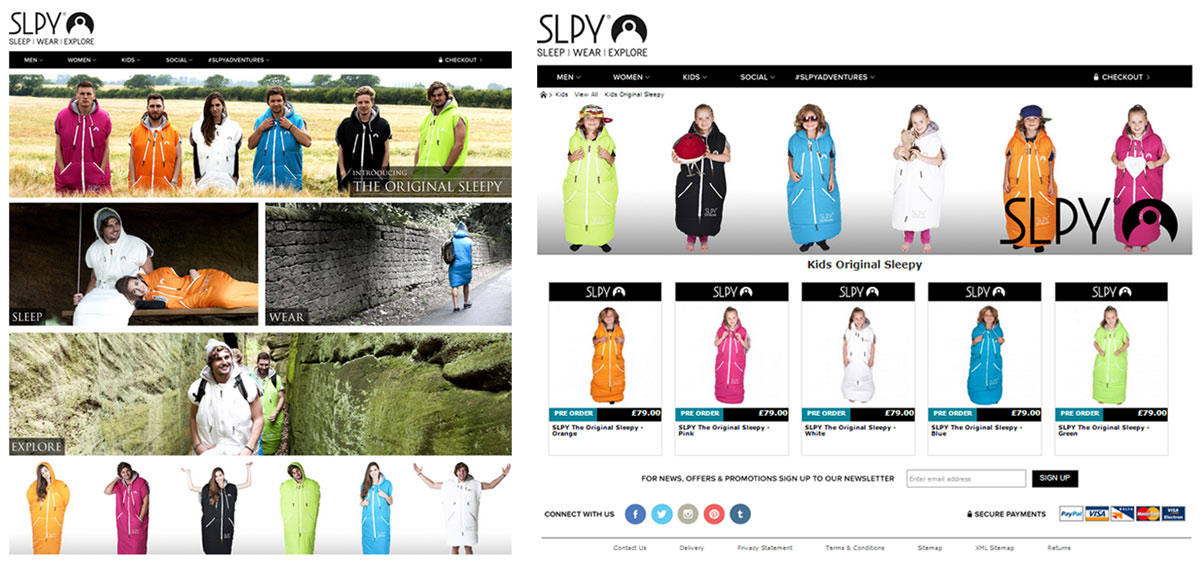 SLPY®
SLEEP | WEAR | EXPLORE
MEN
WOMEN
KIDS
SOCIAL
#SLPYADVENTURES
CHECKOUT
INTRODUCING
THE ORIGINAL SLEEPY
SLEEP
WEAR
EXPLORE
SLPY®
SLEEP | WEAR | EXPLORE
MEN
WOMEN
KIDS
SOCIAL
#SLPYADVENTURES
CHECKOUT
> Kids View All Kids Original Sleepy
SLPY
Kids Original Sleepy
SLPY
SLPY
SLPY
SLPY
SLPY
PRE ORDER £79.00
SLPY The Original Sleepy -
Orange
PRE ORDER £79.00
SLPY The Original Sleepy -
Pink
PRE ORDER £79.00
SLPY The Original Sleepy -
White
PRE ORDER £79.00
SLPY The Original Sleepy -
Blue
PRE ORDER £79.00
SLPY The Original Sleepy -
Green
FOR NEWS, OFFERS & PROMOTIONS SIGN UP TO OUR NEWSLETTER
Enter email address
SIGN UP
CONNECT WITH US
SECURE PAYMENTS
PayPal
VISA
MasterCard
VISA
Electron
Contact Us
Delivery
Privacy Statement
Terms & Conditions
Sitemap
XML Sitemap
Returns